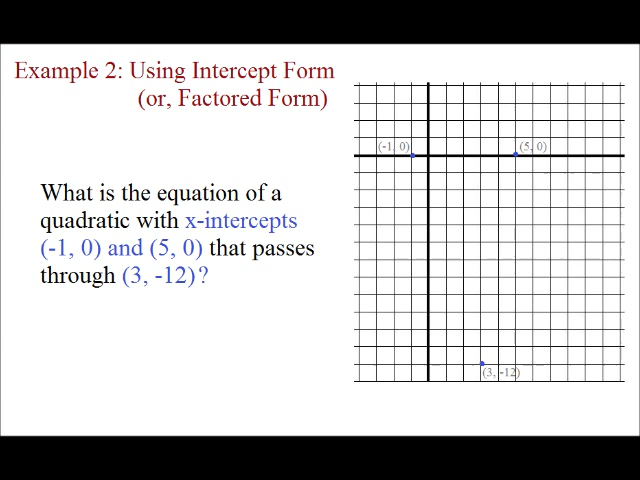 Example 2: Using Intercept Form
(or, Factored Form)
What is the equation of a
quadratic with x-intercepts
(-1, 0) and (5, 0) that passes
through (3, -12)?
(-1, 0)
(5, 0)
(3, -12)